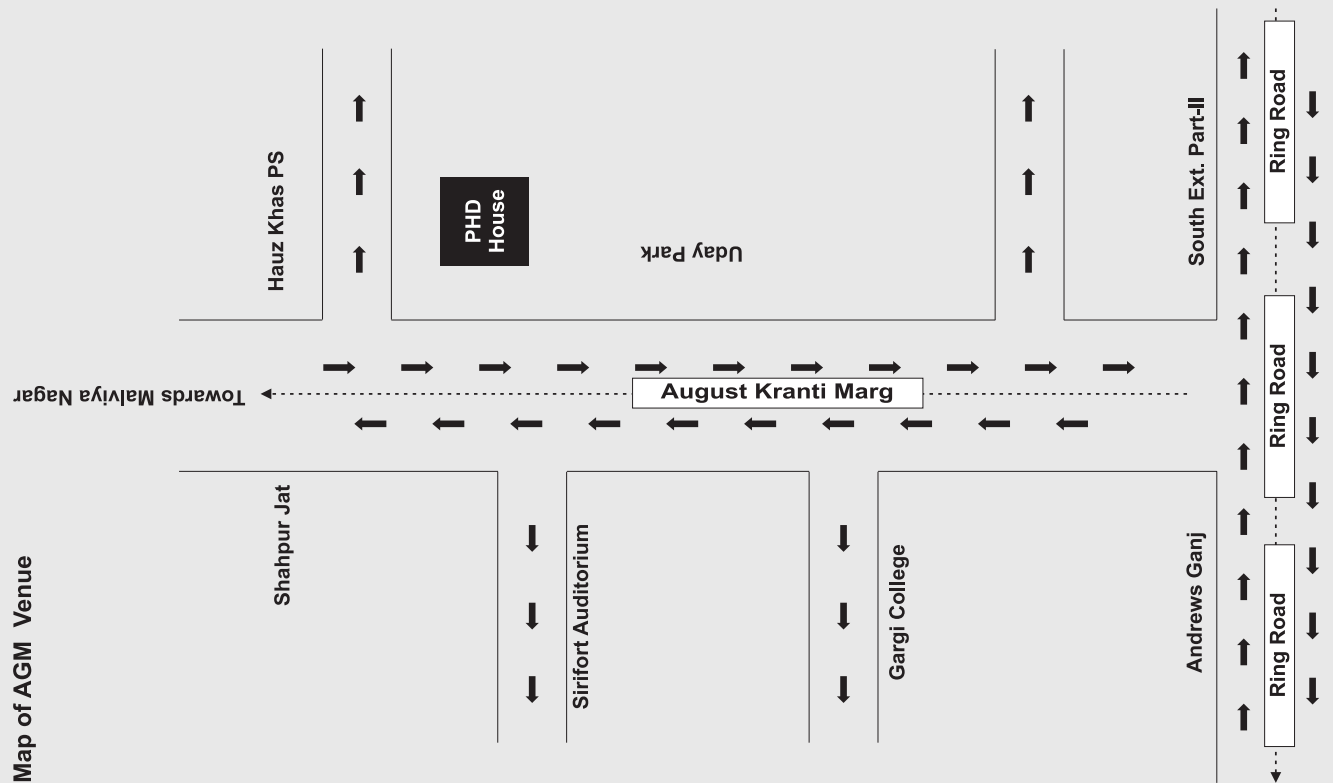 Map of AGM Venue
Towards Malviya Nagar
Hauz Khas PS
PHD
House
Uday Park
South Ext. Part-II
Ring Road
August Kranti Marg
Ring Road
Shahpur Jat
Sirifort Auditorium
Gargi College
Andrews Ganj
Ring Road